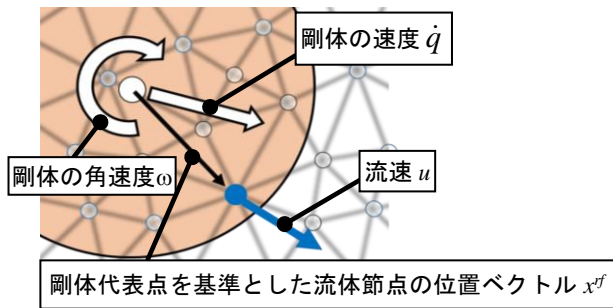 剛体の速度 q̇
剛体の角速度ω
流速 u
剛体代表点を基準とした流体節点の位置ベクトル x^{rf}